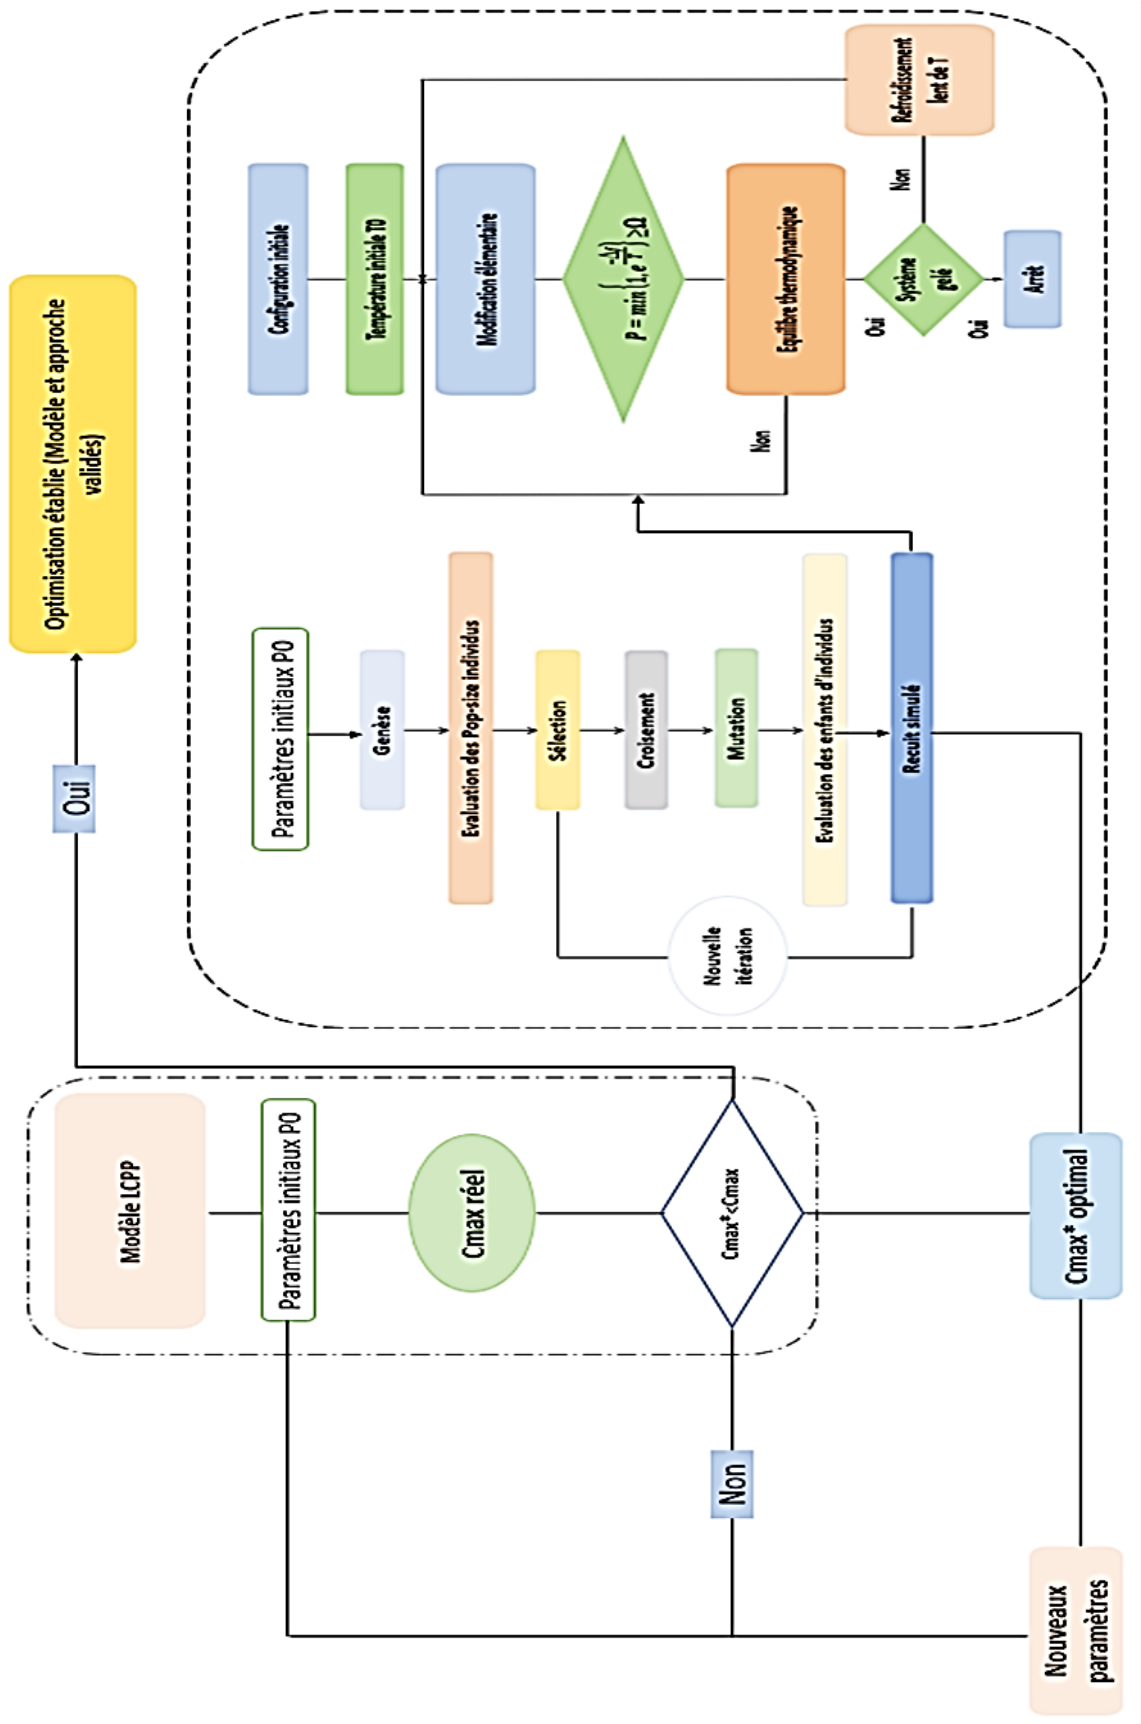 Modèle LCPP
Paramètres initiaux P0
Cmax réel
Cmax*<Cmax
Oui
Non
Optimisation établie (Modèle et approche
validés)
Nouveaux
paramètres
Cmax* optimal
Paramètres initiaux P0
Genèse
Evaluation des Pop-size individus
Sélection
Croisement
Mutation
Evaluation des enfants d'individus
Recuit simulé
Nouvelle
itération
Configuration initiale
Température initiale T0
Modification élémentaire
Equilibre thermodynamique
Non
Oui
Système
gelé
Non
Oui
Refroidissement
lent de T
Arrêt